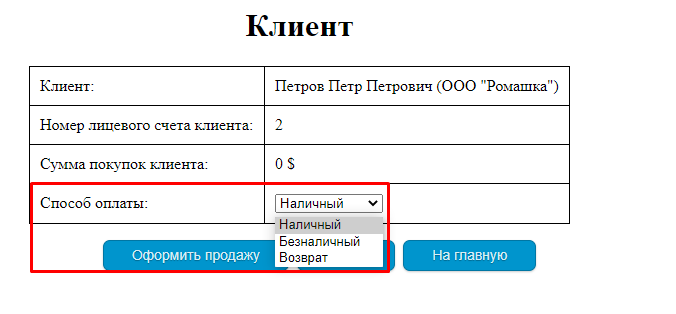 Клиент
Клиент: Петров Петр Петрович (ООО "Ромашка")
Номер лицевого счета клиента: 2
Сумма покупок клиента: 0 $
Способ оплаты: Наличный
Наличный
Безналичный
Возврат
Оформить продажу На главную